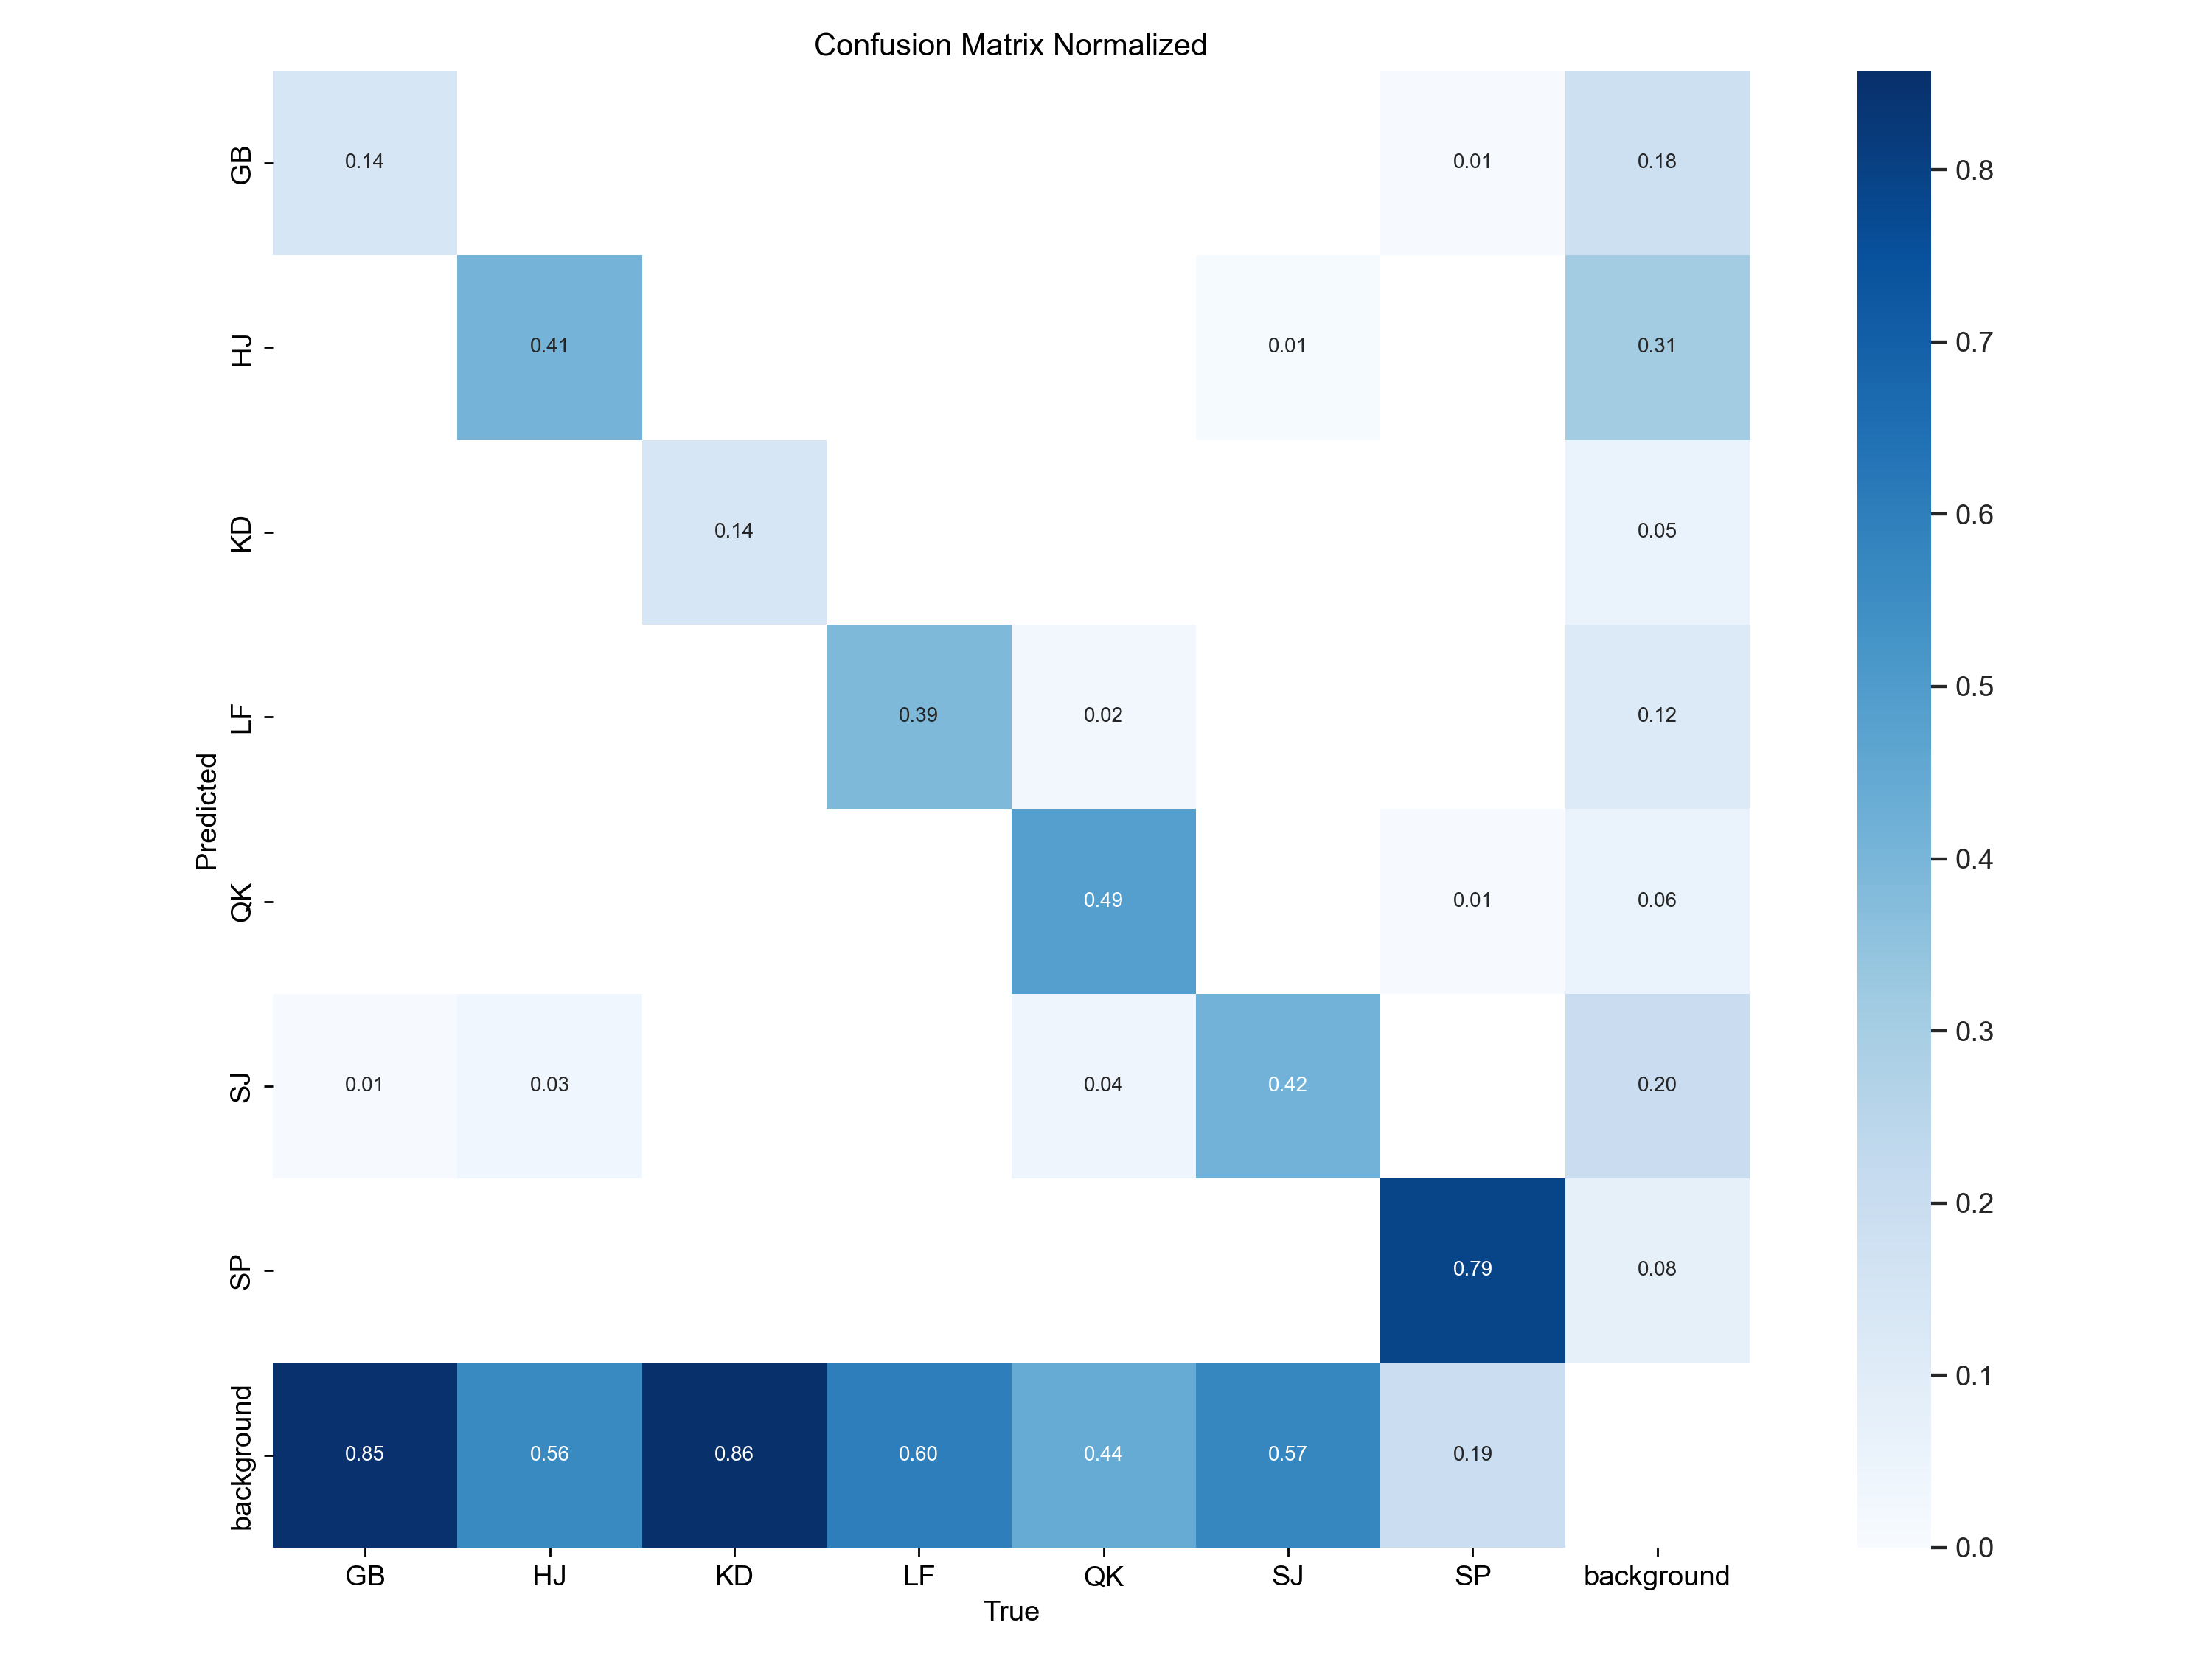 Confusion Matrix Normalized
GB 0.14 0.01 0.18
HJ 0.41 0.01 0.31
KD 0.14 0.05
LF 0.39 0.02 0.12
QK 0.49 0.01 0.06
SJ 0.01 0.03 0.04 0.42 0.20
SP 0.79 0.08
background 0.85 0.56 0.86 0.60 0.44 0.57 0.19
Predicted
GB HJ KD LF QK SJ SP background
True
0.8
0.7
0.6
0.5
0.4
0.3
0.2
0.1
0.0